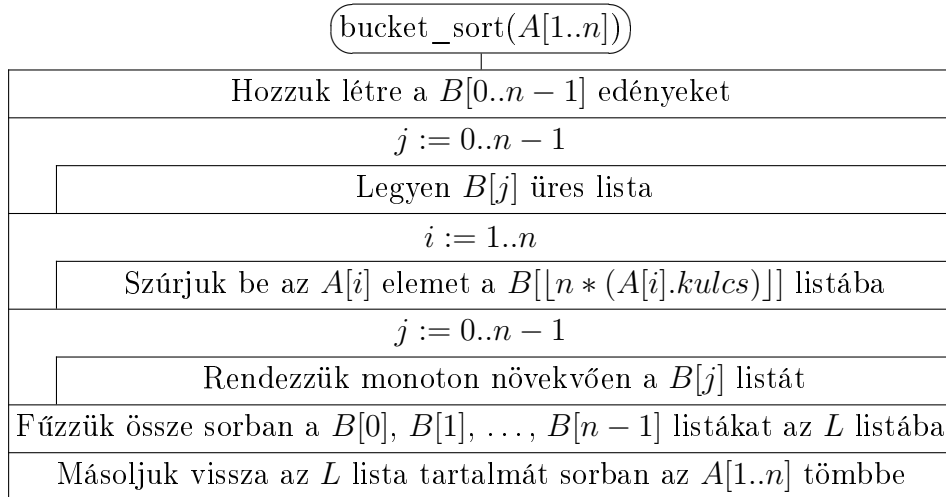 bucket_sort(A[1..n])
Hozzuk létre a B[0..n − 1] edényeket
j := 0..n − 1
Legyen B[j] üres lista
i := 1..n
Szúrjuk be az A[i] elemet a B[⌊n ∗ (A[i].kulcs)⌋] listába
j := 0..n − 1
Rendezzük monoton növekvően a B[j] listát
Fűzzük össze sorban a B[0], B[1], ..., B[n − 1] listákat az L listába
Másoljuk vissza az L lista tartalmát sorban az A[1..n] tömbbe